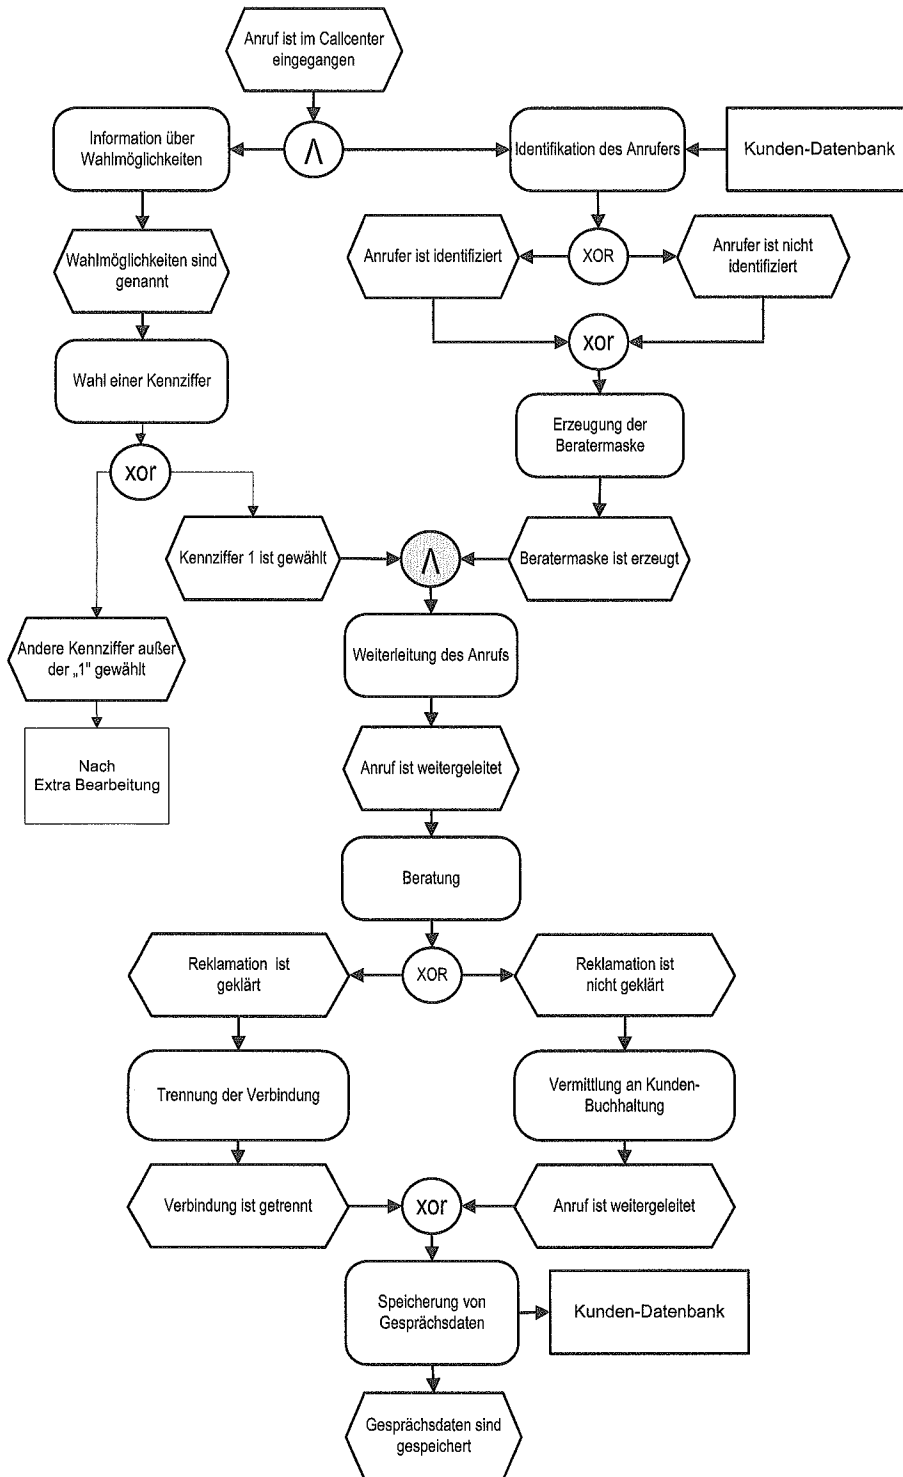 Anruf ist im Callcenter
eingegangen
Information über
Wahlmöglichkeiten
Λ
Identifikation des Anrufers
Kunden-Datenbank
Wahlmöglichkeiten sind
genannt
Anrufer ist identifiziert
XOR
Anrufer ist nicht
identifiziert
xor
Wahl einer Kennziffer
Erzeugung der
Beratermaske
xor
Kennziffer 1 ist gewählt
Λ
Beratermaske ist erzeugt
Andere Kennziffer außer
der „1" gewählt
Weiterleitung des Anrufs
Nach
Extra Bearbeitung
Anruf ist weitergeleitet
Beratung
Reklamation ist
geklärt
XOR
Reklamation ist
nicht geklärt
Trennung der Verbindung
Vermittlung an Kunden-
Buchhaltung
Verbindung ist getrennt
xor
Anruf ist weitergeleitet
Speicherung von
Gesprächsdaten
Kunden-Datenbank
Gesprächsdaten sind
gespeichert